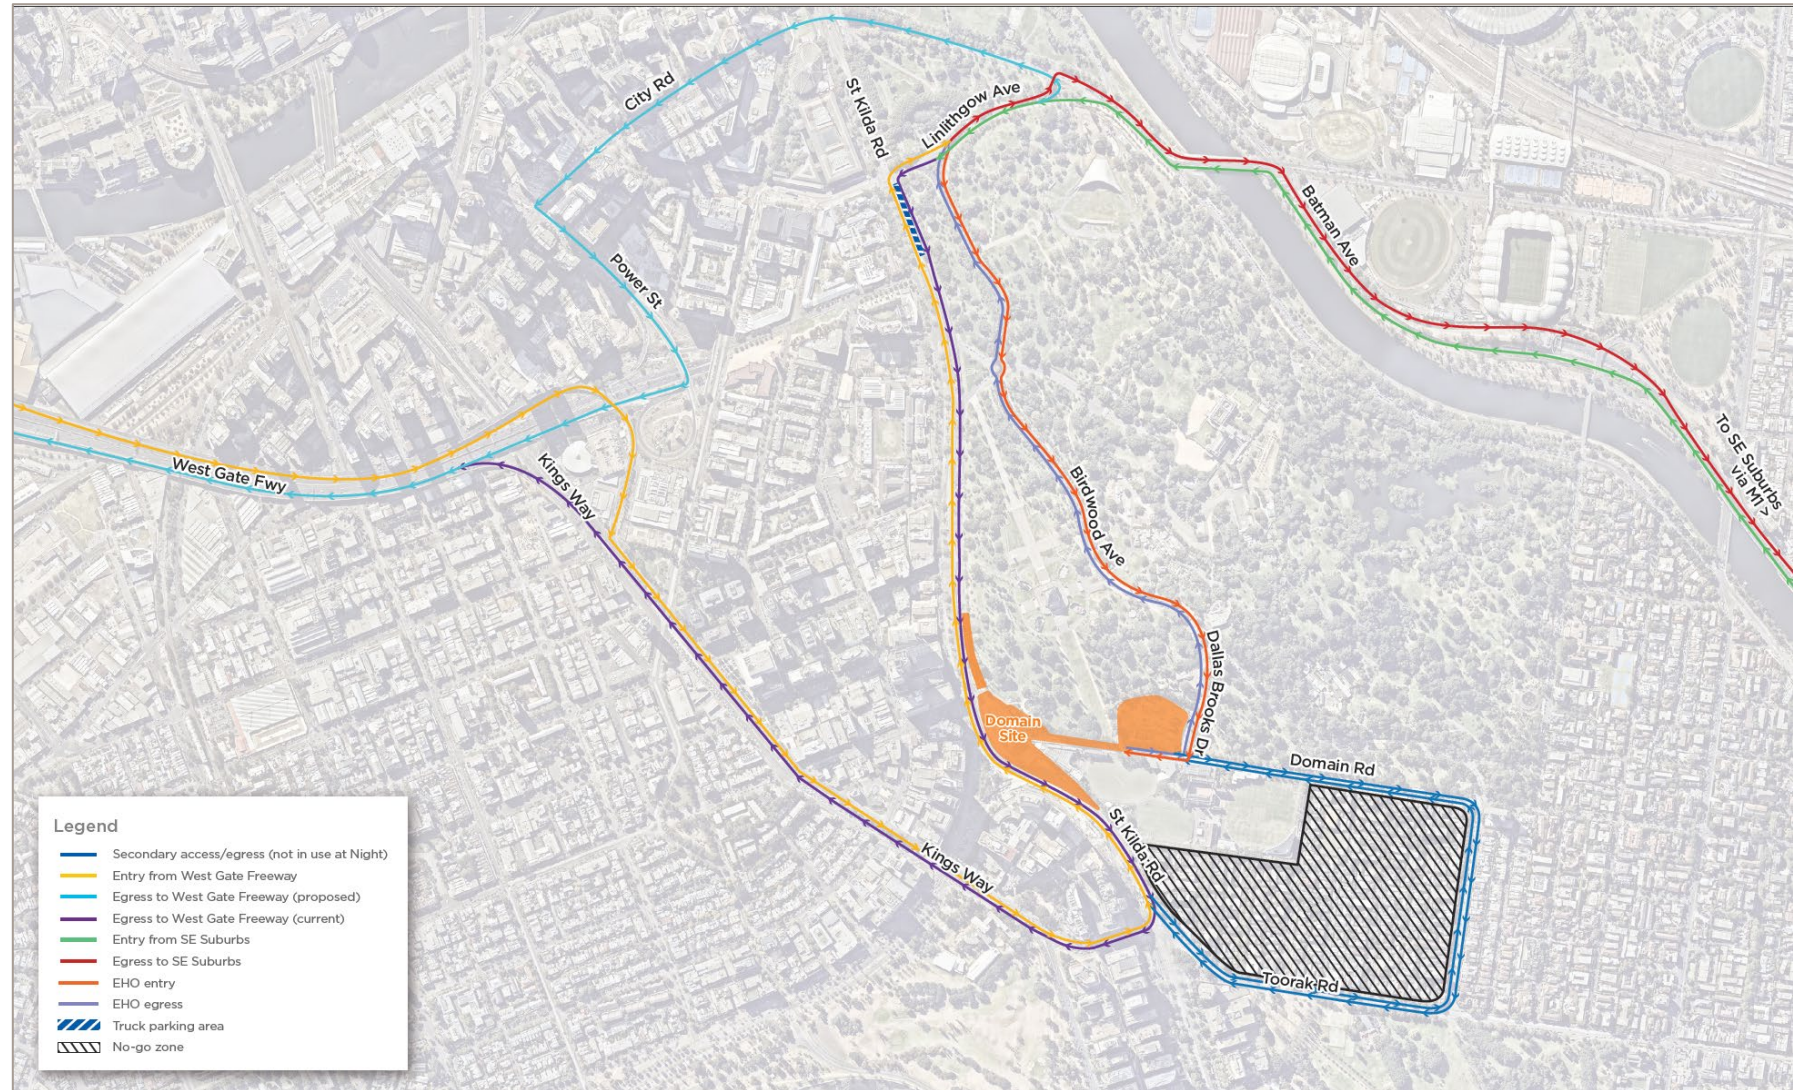 City Rd
St Kilda Rd
Linlithgow Ave
Batman Ave
Power St
To SE Suburbs
via M1 >
West Gate Fwy
Kings Way
Birdwood Ave
Dallas Brooks Dr
Domain
Site
Domain Rd
St Kilda Rd
Kings Way
Toorak Rd
Legend
Secondary access/egress (not in use at Night)
Entry from West Gate Freeway
Egress to West Gate Freeway (proposed)
Egress to West Gate Freeway (current)
Entry from SE Suburbs
Egress to SE Suburbs
EHO entry
EHO egress
Truck parking area
No-go zone